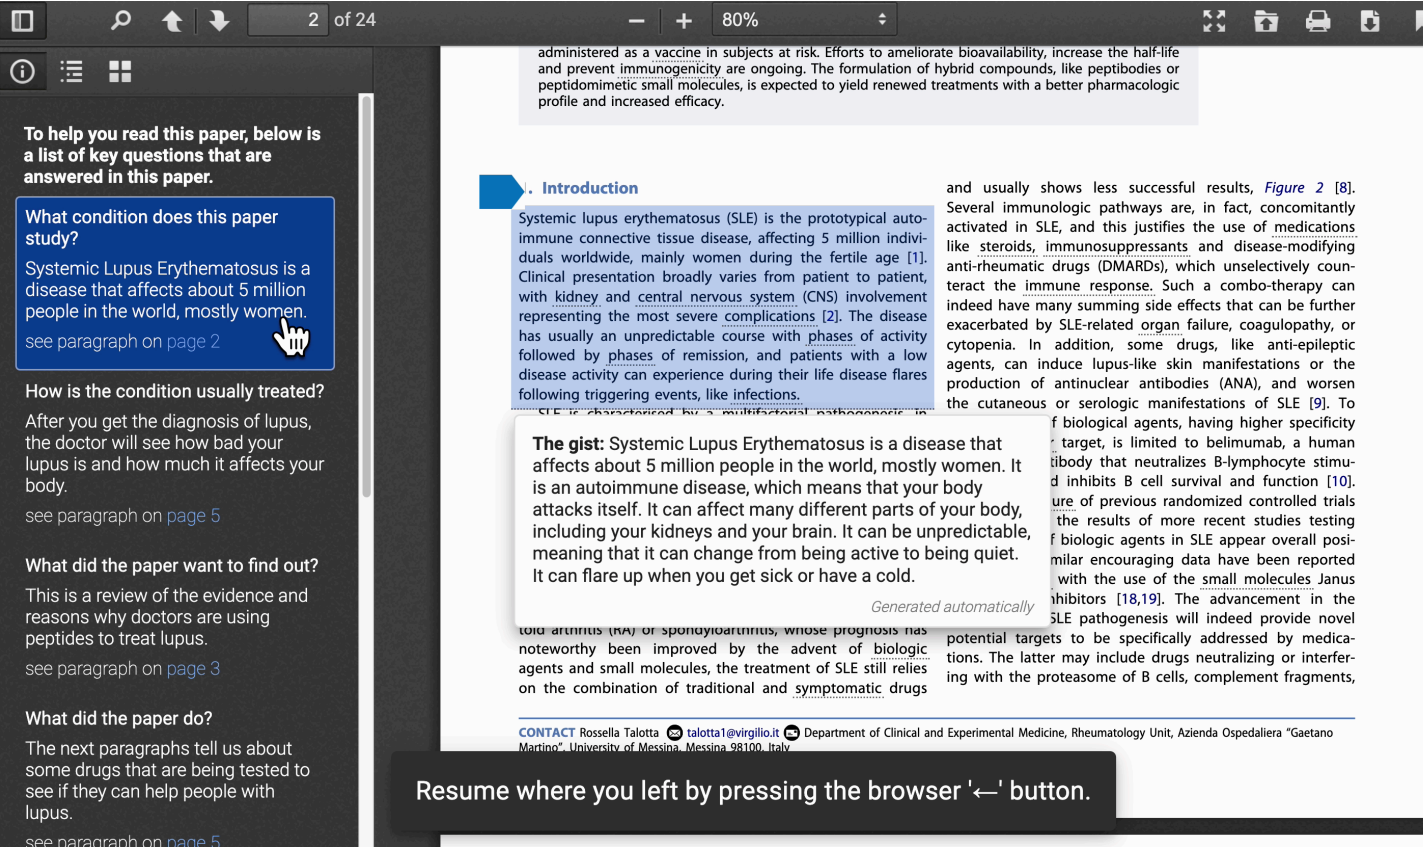 2 of 24
80%
To help you read this paper, below is
a list of key questions that are
answered in this paper.
What condition does this paper
study?
Systemic Lupus Erythematosus is a
disease that affects about 5 million
people in the world, mostly women.
see paragraph on page 2
How is the condition usually treated?
After you get the diagnosis of lupus,
the doctor will see how bad your
lupus is and how much it affects your
body.
see paragraph on page 5
What did the paper want to find out?
This is a review of the evidence and
reasons why doctors are using
peptides to treat lupus.
see paragraph on page 3
What did the paper do?
The next paragraphs tell us about
some drugs that are being tested to
see if they can help people with
lupus.
see paragraph on page 5
administered as a vaccine in subjects at risk. Efforts to ameliorate bioavailability, increase the half-life
and prevent immunogenicity are ongoing. The formulation of hybrid compounds, like peptibodies or
peptidomimetic small molecules, is expected to yield renewed treatments with a better pharmacologic
profile and increased efficacy.
. Introduction
Systemic lupus erythematosus (SLE) is the prototypical auto-
immune connective tissue disease, affecting 5 million indivi-
duals worldwide, mainly women during the fertile age [1].
Clinical presentation broadly varies from patient to patient,
with kidney and central nervous system (CNS) involvement
representing the most severe complications [2]. The disease
has usually an unpredictable course with phases of activity
followed by phases of remission, and patients with a low
disease activity can experience during their life disease flares
following triggering events, like infections.
SLE is characterised by a multifactorial pathogenesis, in
The gist: Systemic Lupus Erythematosus is a disease that
affects about 5 million people in the world, mostly women. It
is an autoimmune disease, which means that your body
attacks itself. It can affect many different parts of your body,
including your kidneys and your brain. It can be unpredictable,
meaning that it can change from being active to being quiet.
It can flare up when you get sick or have a cold.
Generated automatically
toid arthritis (RA) or spondyloarthritis, whose prognosis has
noteworthy been improved by the advent of biologic
agents and small molecules, the treatment of SLE still relies
on the combination of traditional and symptomatic drugs
and usually shows less successful results, Figure 2 [8].
Several immunologic pathways are, in fact, concomitantly
activated in SLE, and this justifies the use of medications
like steroids, immunosuppressants and disease-modifying
anti-rheumatic drugs (DMARDs), which unselectively coun-
teract the immune response. Such a combo-therapy can
indeed have many summing side effects that can be further
exacerbated by SLE-related organ failure, coagulopathy, or
cytopenia. In addition, some drugs, like anti-epileptic
agents, can induce lupus-like skin manifestations or the
production of antinuclear antibodies (ANA), and worsen
the cutaneous or serologic manifestations of SLE [9]. To
f biological agents, having higher specificity
target, is limited to belimumab, a human
tibody that neutralizes B-lymphocyte stimu-
d inhibits B cell survival and function [10].
ure of previous randomized controlled trials
the results of more recent studies testing
f biologic agents in SLE appear overall posi-
milar encouraging data have been reported
with the use of the small molecules Janus
nhibitors [18,19]. The advancement in the
SLE pathogenesis will indeed provide novel
potential targets to be specifically addressed by medica-
tions. The latter may include drugs neutralizing or interfer-
ing with the proteasome of B cells, complement fragments,
CONTACT Rossella Talotta talotta1@virgilio.it Department of Clinical and Experimental Medicine, Rheumatology Unit, Azienda Ospedaliera “Gaetano
Martino”, University of Messina, Messina 98100, Italy
Resume where you left by pressing the browser '←' button.